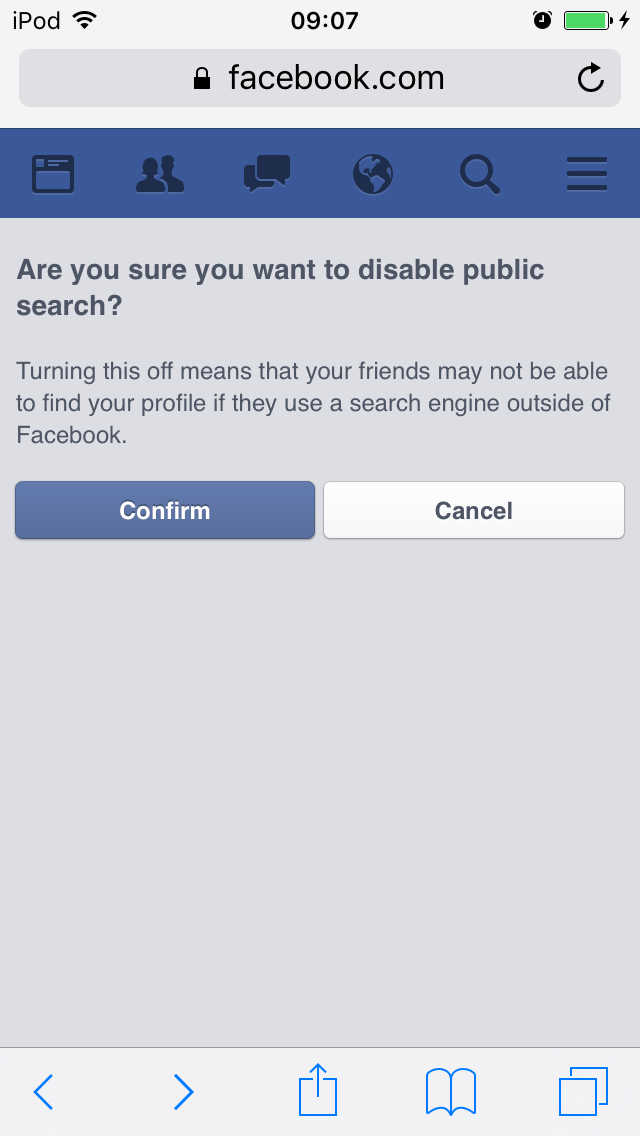 iPod 09:07
facebook.com
Are you sure you want to disable public
search?
Turning this off means that your friends may not be able
to find your profile if they use a search engine outside of
Facebook.
Confirm Cancel